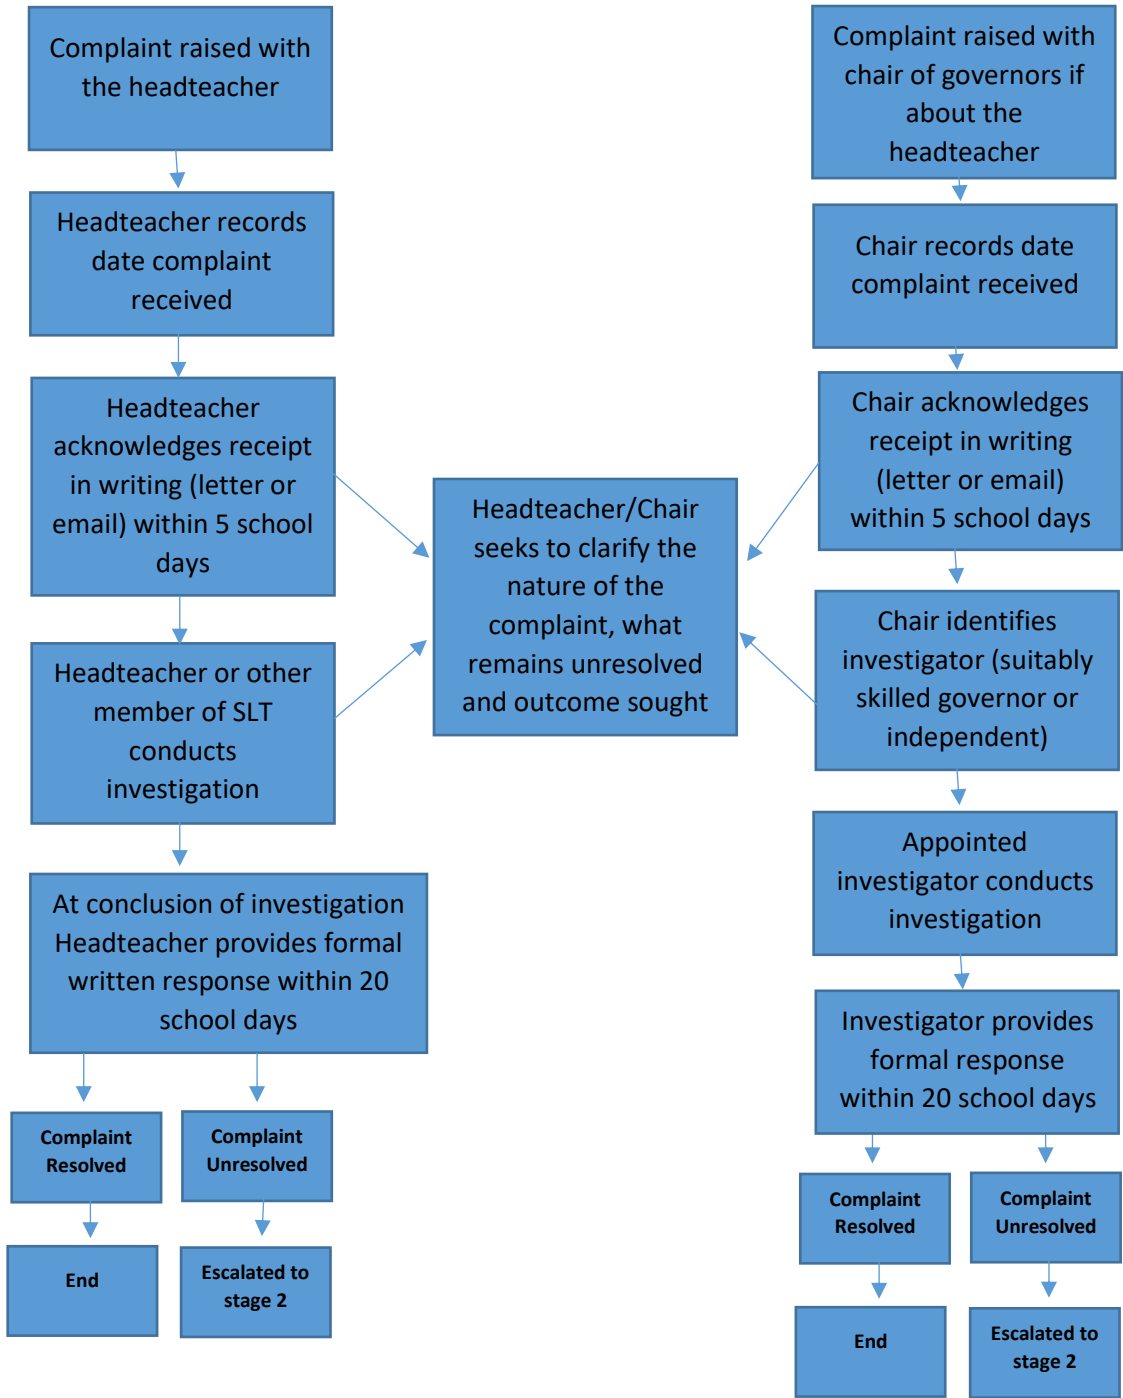 Complaint raised with
the headteacher
Headteacher records
date complaint
received
Headteacher
acknowledges receipt
in writing (letter or
email) within 5 school
days
Headteacher or other
member of SLT
conducts
investigation
At conclusion of investigation
Headteacher provides formal
written response within 20
school days
Complaint
Resolved
Complaint
Unresolved
End
Escalated to
stage 2
Headteacher/Chair
seeks to clarify the
nature of the
complaint, what
remains unresolved
and outcome sought
Complaint raised with
chair of governors if
about the
headteacher
Chair records date
complaint received
Chair acknowledges
receipt in writing
(letter or email)
within 5 school days
Chair identifies
investigator (suitably
skilled governor or
independent)
Appointed
investigator conducts
investigation
Investigator provides
formal response
within 20 school days
Complaint
Resolved
Complaint
Unresolved
End
Escalated to
stage 2